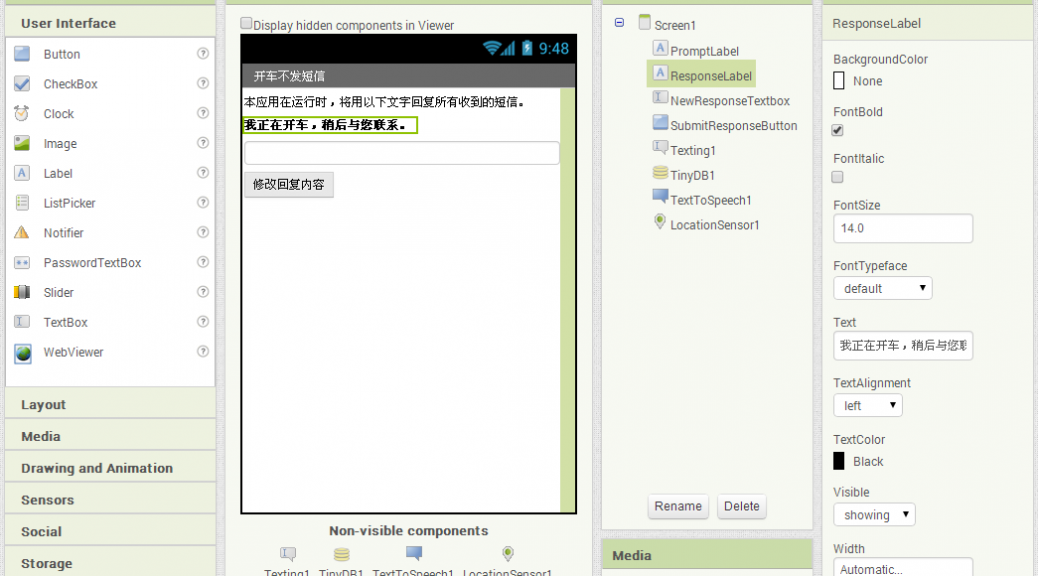 User Interface
Button
CheckBox
Clock
Image
Label
ListPicker
Notifier
PasswordTextBox
Slider
TextBox
WebViewer
Layout
Media
Drawing and Animation
Sensors
Social
Storage
Display hidden components in Viewer
9:48
开车不发短信
本应用在运行时，将用以下文字回复所有收到的短信。
我正在开车，稍后与您联系。
修改回复内容
Non-visible components
Texting1 TinyDB1 TextToSpeech1 LocationSensor1
Screen1
PromptLabel
ResponseLabel
NewResponseTextbox
SubmitResponseButton
Texting1
TinyDB1
TextToSpeech1
LocationSensor1
Rename Delete
Media
ResponseLabel
BackgroundColor
None
FontBold
FontItalic
FontSize
14.0
FontTypeface
default
Text
我正在开车，稍后与您联
TextAlignment
left
TextColor
Black
Visible
showing
Width
Automatic...